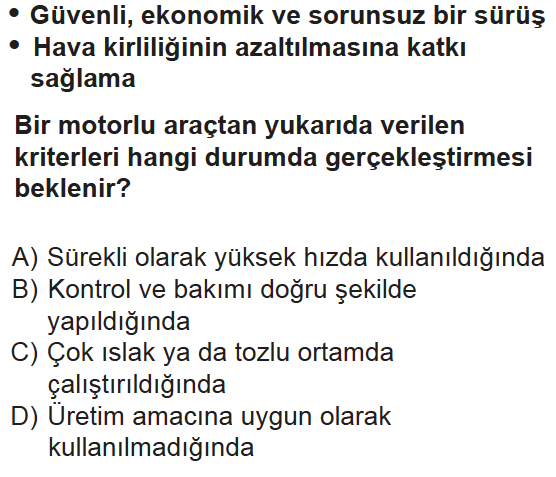 • Güvenli, ekonomik ve sorunsuz bir sürüş
• Hava kirliliğinin azaltılmasına katkı
sağlama
Bir motorlu araçtan yukarıda verilen
kriterleri hangi durumda gerçekleştirmesi
beklenir?
A) Sürekli olarak yüksek hızda kullanıldığında
B) Kontrol ve bakımı doğru şekilde
yapıldığında
C) Çok ıslak ya da tozlu ortamda
çalıştırıldığında
D) Üretim amacına uygun olarak
kullanılmadığında